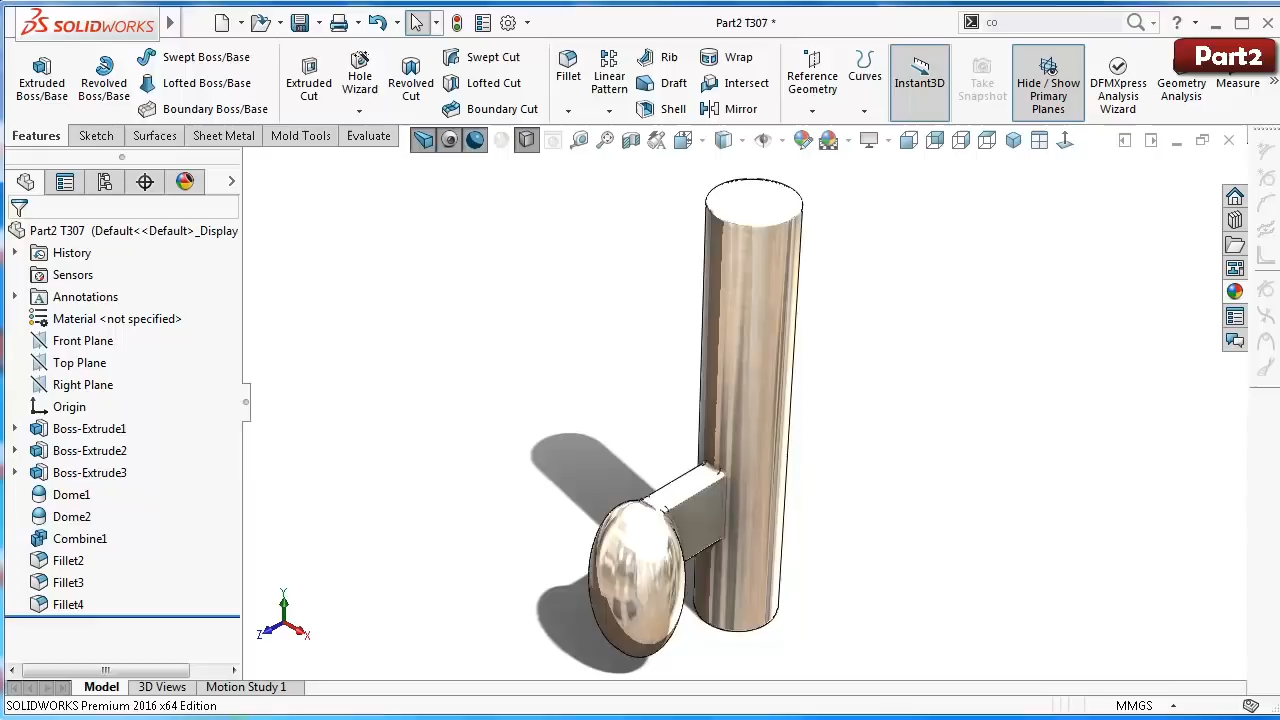 SOLIDWORKS
Part2 T307 *
co
?
Extruded
Boss/Base
Revolved
Boss/Base
Swept Boss/Base
Lofted Boss/Base
Boundary Boss/Base
Extruded
Cut
Hole
Wizard
Revolved
Cut
Swept Cut
Lofted Cut
Boundary Cut
Fillet
Linear
Pattern
Rib
Draft
Shell
Wrap
Intersect
Mirror
Reference
Geometry
Curves
Instant3D
Take
Snapshot
Hide / Show
Primary
Planes
DFMXpress
Analysis
Wizard
Geometry
Analysis
Measure
Part2
Features
Sketch
Surfaces
Sheet Metal
Mold Tools
Evaluate
Part2 T307 (Default<<Default>_Display
History
Sensors
Annotations
Material <not specified>
Front Plane
Top Plane
Right Plane
Origin
Boss-Extrude1
Boss-Extrude2
Boss-Extrude3
Dome1
Dome2
Combine1
Fillet2
Fillet3
Fillet4
Y
Z
X
Model
3D Views
Motion Study 1
SOLIDWORKS Premium 2016 x64 Edition
MMGS